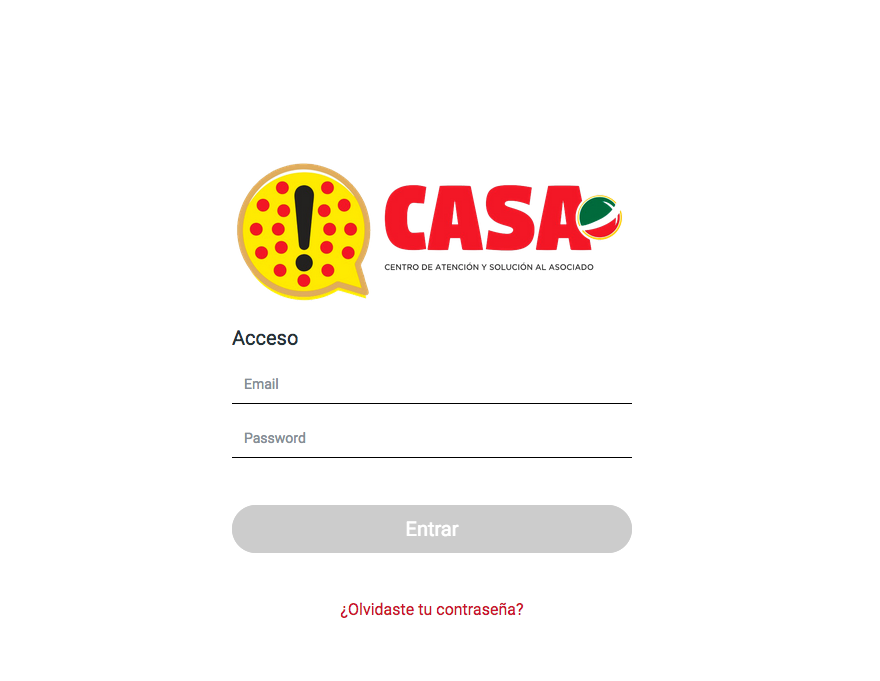 CASA
CENTRO DE ATENCIÓN Y SOLUCIÓN AL ASOCIADO
Acceso
Email
Password
Entrar
¿Olvidaste tu contraseña?